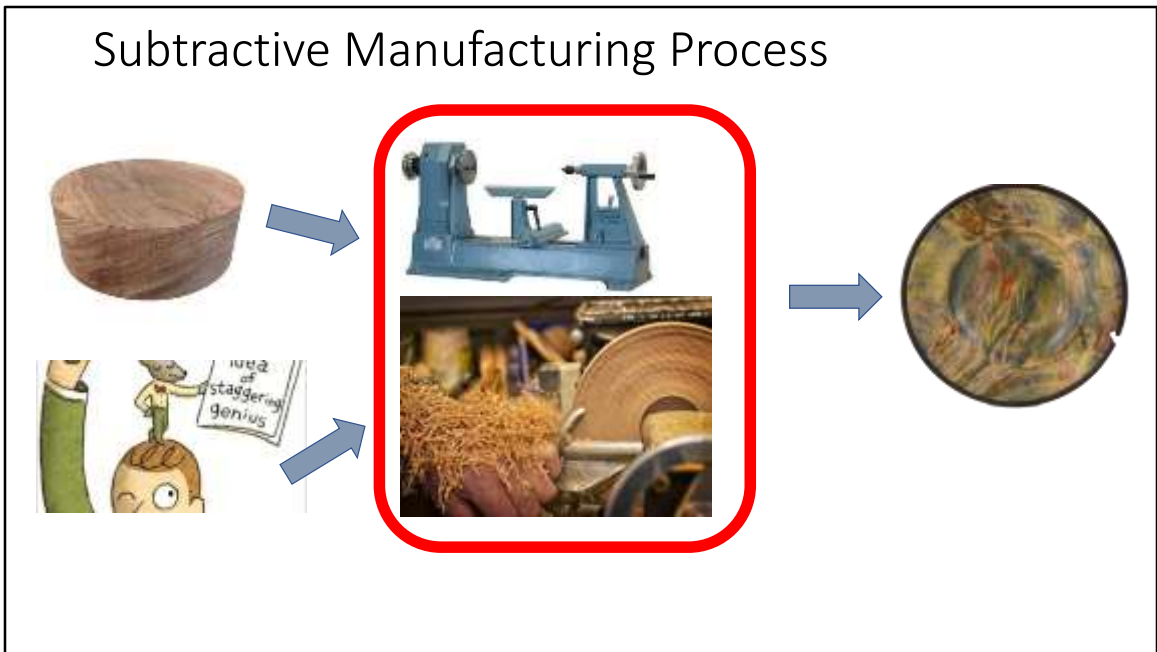 Subtractive Manufacturing Process
idea
of
staggering
genius